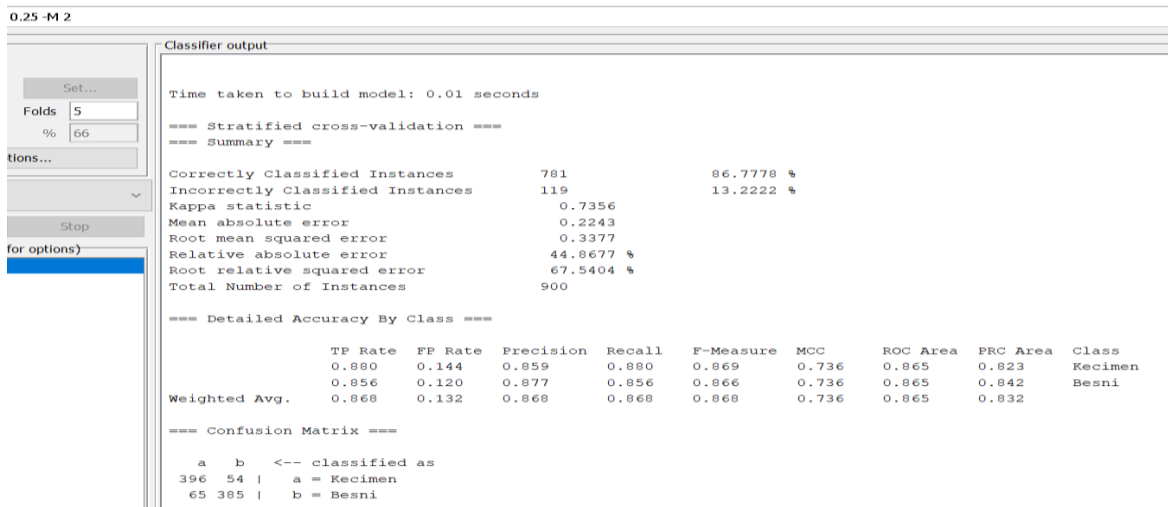 0.25 -M 2
Classifier output
Set...
Folds 5
% 66
tions...
Stop
for options)
Time taken to build model: 0.01 seconds
=== Stratified cross-validation ===
=== Summary ===
Correctly Classified Instances 781 86.7778 %
Incorrectly Classified Instances 119 13.2222 %
Kappa statistic 0.7356
Mean absolute error 0.2243
Root mean squared error 0.3377
Relative absolute error 44.8677 %
Root relative squared error 67.5404 %
Total Number of Instances 900
=== Detailed Accuracy By Class ===
TP Rate FP Rate Precision Recall F-Measure MCC ROC Area PRC Area Class
0.880 0.144 0.859 0.880 0.869 0.736 0.865 0.823 Kecimen
0.856 0.120 0.877 0.856 0.866 0.736 0.865 0.842 Besni
Weighted Avg. 0.868 0.132 0.868 0.868 0.868 0.736 0.865 0.832
=== Confusion Matrix ===
a b <-- classified as
396 54 | a = Kecimen
65 385 | b = Besni